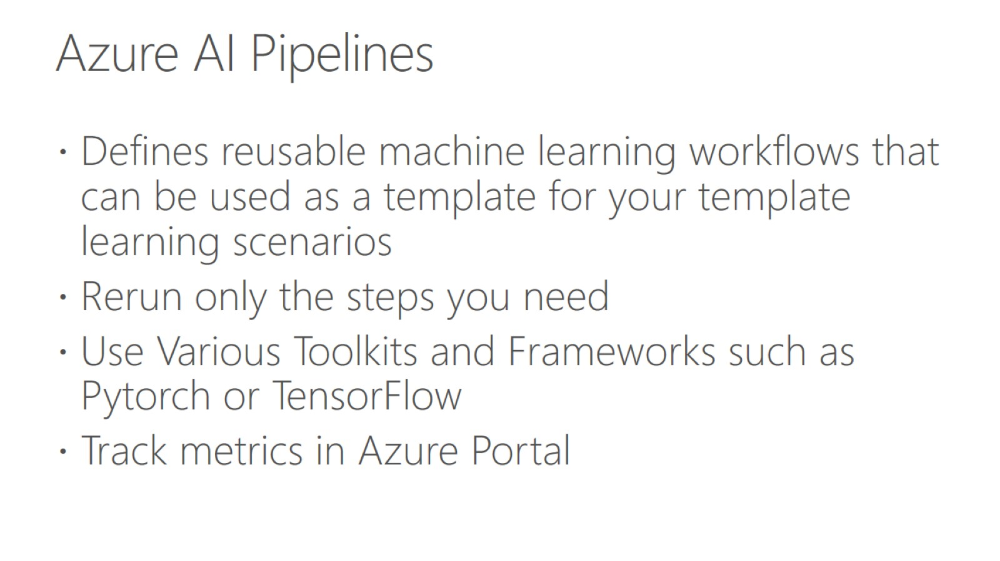 Azure AI Pipelines
• Defines reusable machine learning workflows that
can be used as a template for your template
learning scenarios
• Rerun only the steps you need
• Use Various Toolkits and Frameworks such as
Pytorch or TensorFlow
• Track metrics in Azure Portal